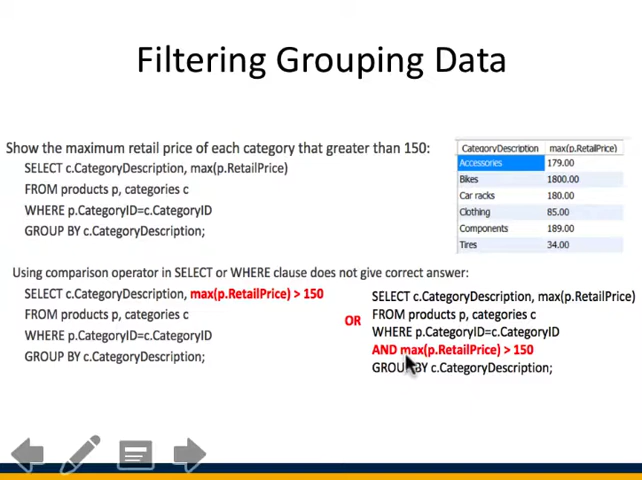 Filtering Grouping Data
Show the maximum retail price of each category that greater than 150:
SELECT c.CategoryDescription, max(p.RetailPrice)
FROM products p, categories c
WHERE p.CategoryID=c.CategoryID
GROUP BY c.CategoryDescription;
CategoryDescription max(p.RetailPrice)
Accessories 179.00
Bikes 1800.00
Car racks 180.00
Clothing 85.00
Components 189.00
Tires 34.00
Using comparison operator in SELECT or WHERE clause does not give correct answer:
SELECT c.CategoryDescription, max(p.RetailPrice) > 150
FROM products p, categories c
WHERE p.CategoryID=c.CategoryID
GROUP BY c.CategoryDescription;
OR
SELECT c.CategoryDescription, max(p.RetailPrice)
FROM products p, categories c
WHERE p.CategoryID=c.CategoryID
AND max(p.RetailPrice) > 150
GROUP BY c.CategoryDescription;